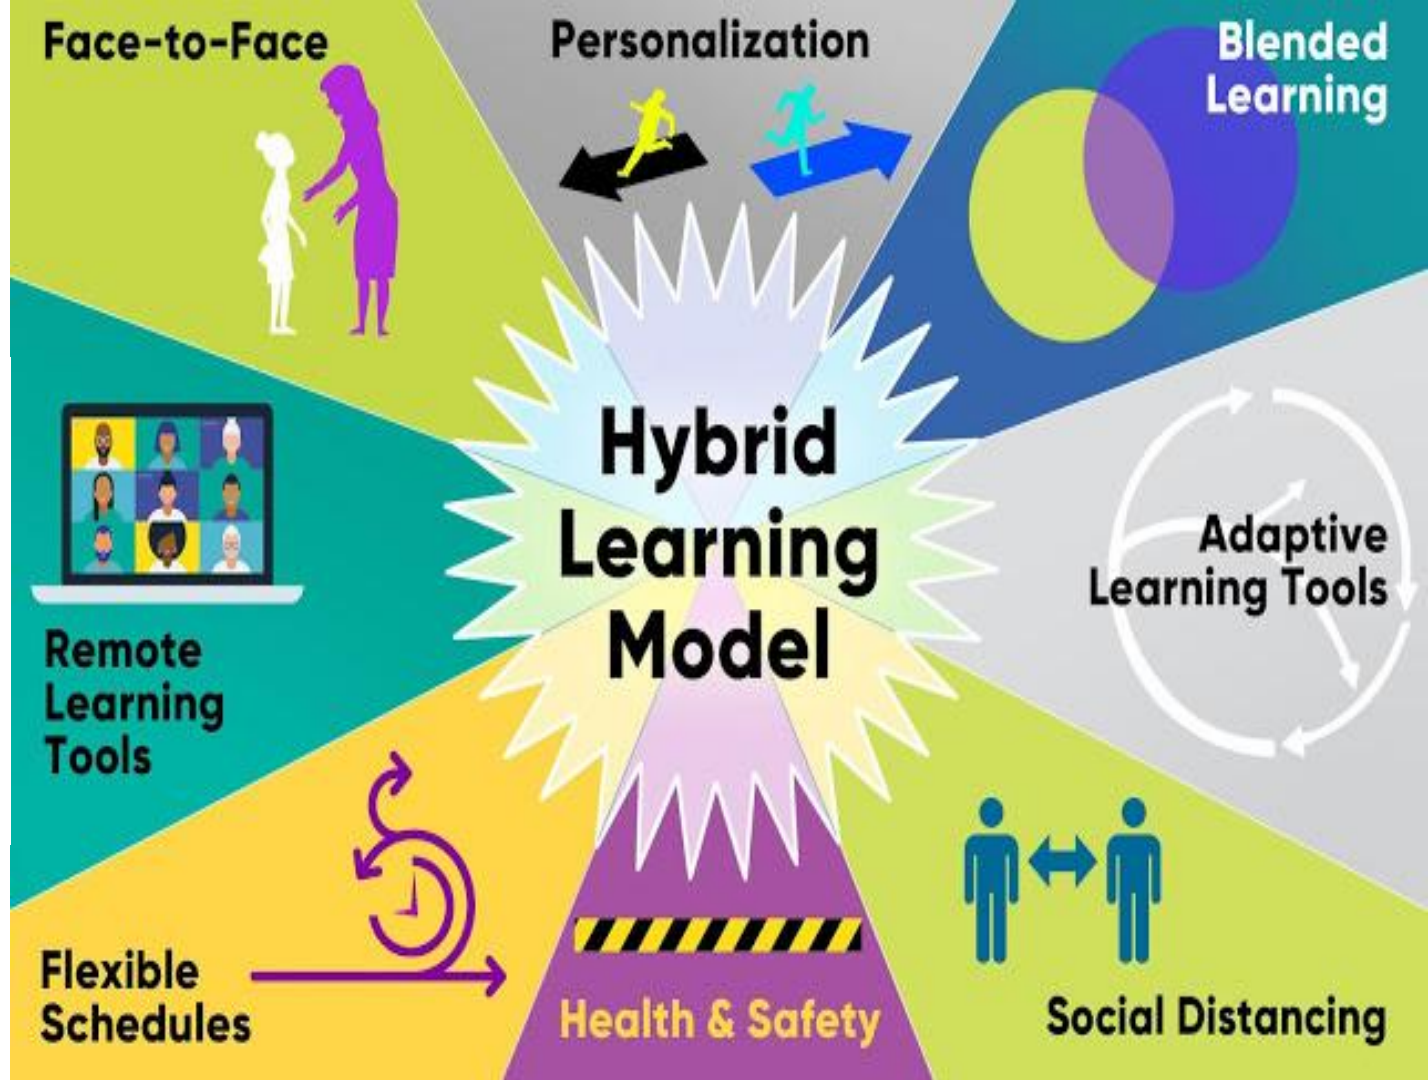 Face-to-Face
Personalization
Blended
Learning
Hybrid
Learning
Model
Adaptive
Learning Tools
Remote
Learning
Tools
Flexible
Schedules
Health & Safety
Social Distancing